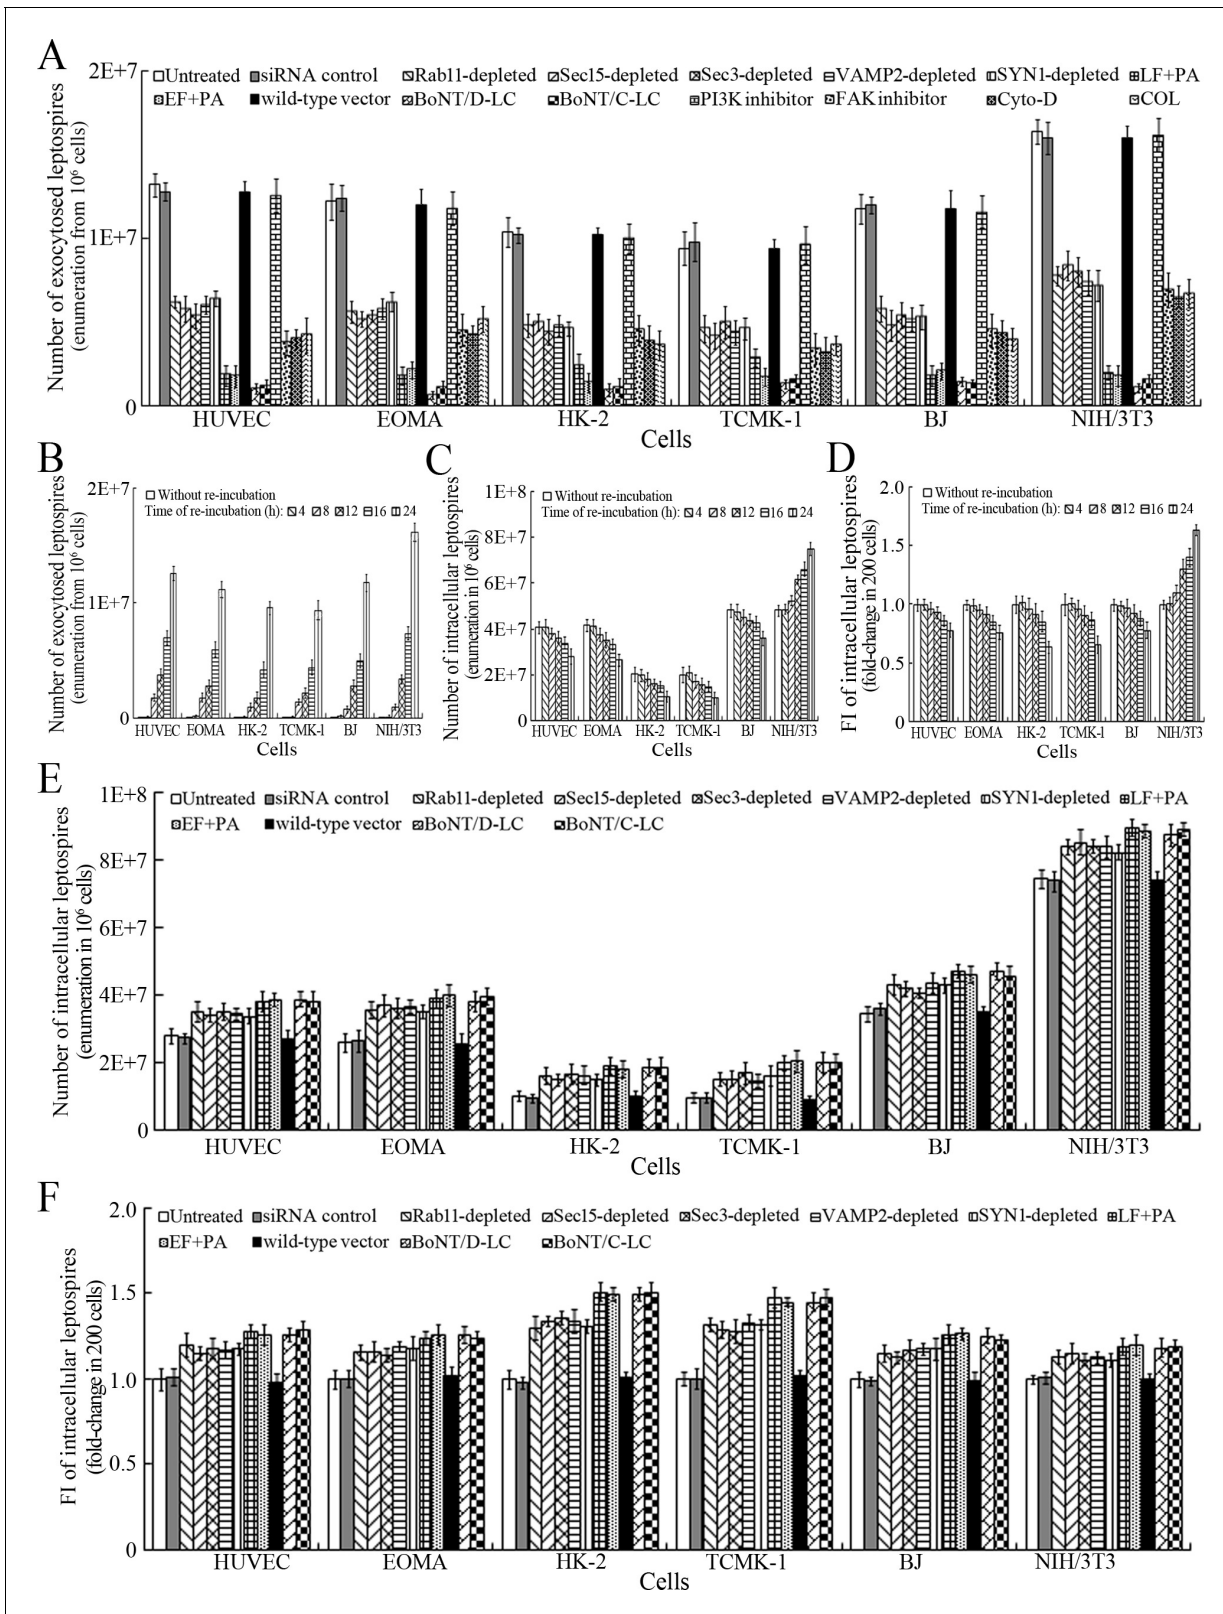 A
2E+7
Untreated siRNA control Rab11-depleted Sec15-depleted Sec3-depleted VAMP2-depleted SYN1-depleted LF+PA
EF+PA wild-type vector BoNT/D-LC BoNT/C-LC PI3K inhibitor FAK inhibitor Cyto-D COL
Number of exocytosed leptospires
(enumeration from 10⁶ cells)
1E+7
0
HUVEC EOMA HK-2 TCMK-1 BJ NIH/3T3
Cells
B
Number of exocytosed leptospires
(enumeration from 10⁶ cells)
2E+7
Without re-incubation
Time of re-incubation (h): 4 8 12 16 24
1E+7
0
HUVEC EOMA HK-2 TCMK-1 BJ NIH/3T3
Cells
C
Number of intracellular leptospires
(enumeration in 10⁶ cells)
1E+8
Without re-incubation
Time of re-incubation (h): 4 8 12 16 24
8E+7
6E+7
4E+7
2E+7
0
HUVEC EOMA HK-2 TCMK-1 BJ NIH/3T3
Cells
D
FI of intracellular leptospires
(fold-change in 200 cells)
2.0
Without re-incubation
Time of re-incubation (h): 4 8 12 16 24
1.5
1.0
0.5
0
HUVEC EOMA HK-2 TCMK-1 BJ NIH/3T3
Cells
E
1E+8
Untreated siRNA control Rab11-depleted Sec15-depleted Sec3-depleted VAMP2-depleted SYN1-depleted LF+PA
EF+PA wild-type vector BoNT/D-LC BoNT/C-LC
Number of intracellular leptospires
(enumeration in 10⁶ cells)
8E+7
6E+7
4E+7
2E+7
0
HUVEC EOMA HK-2 TCMK-1 BJ NIH/3T3
Cells
F
2.0
Untreated siRNA control Rab11-depleted Sec15-depleted Sec3-depleted VAMP2-depleted SYN1-depleted LF+PA
EF+PA wild-type vector BoNT/D-LC BoNT/C-LC
FI of intracellular leptospires
(fold-change in 200 cells)
1.5
1.0
0.5
0
HUVEC EOMA HK-2 TCMK-1 BJ NIH/3T3
Cells